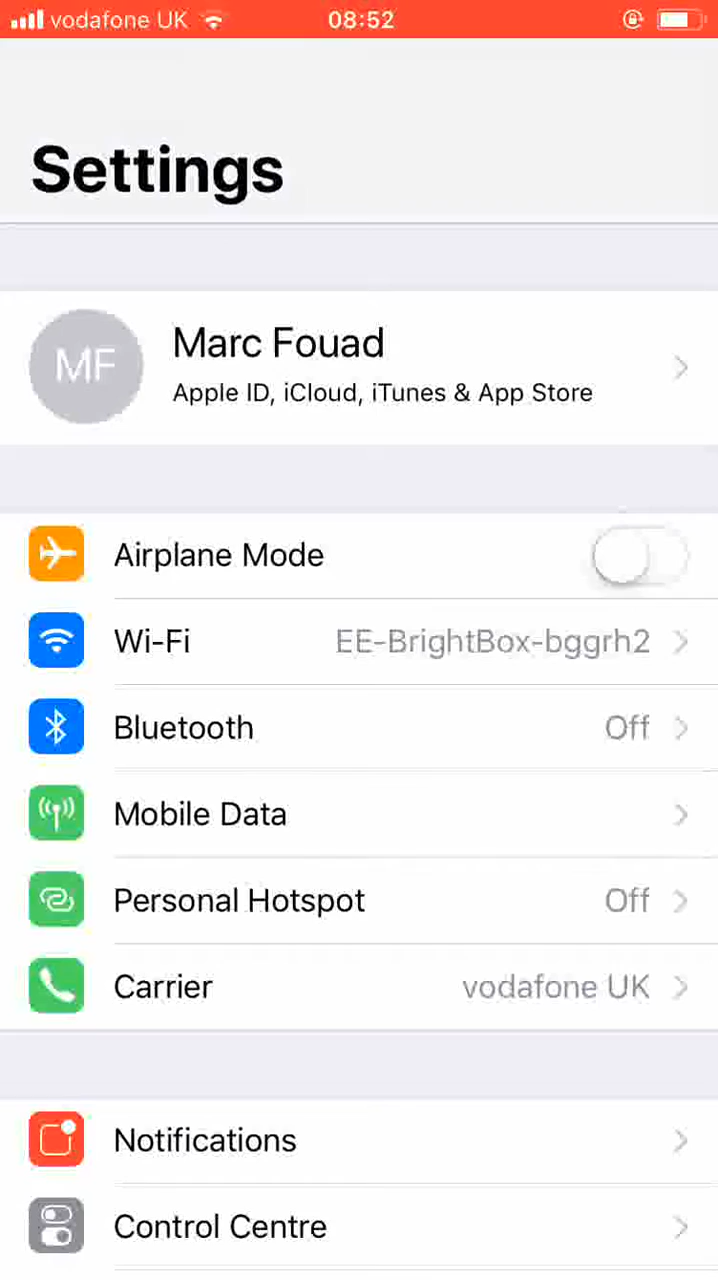 vodafone UK 08:52
Settings
MF
Marc Fouad
Apple ID, iCloud, iTunes & App Store
Airplane Mode
Wi-Fi EE-BrightBox-bggrh2
Bluetooth Off
Mobile Data
Personal Hotspot Off
Carrier vodafone UK
Notifications
Control Centre